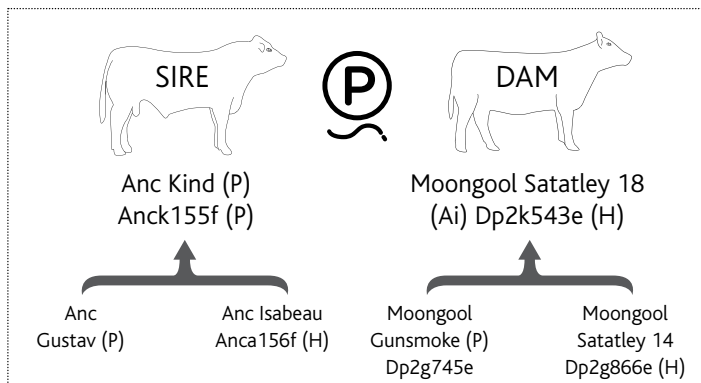 SIRE
P
DAM
Anc Kind (P)
Anck155f (P)
Moongool Satatley 18
(Ai) Dp2k543e (H)
Anc
Gustav (P)
Anc Isabeau
Anca156f (H)
Moongool
Gunsmoke (P)
Dp2g745e
Moongool
Satatley 14
Dp2g866e (H)